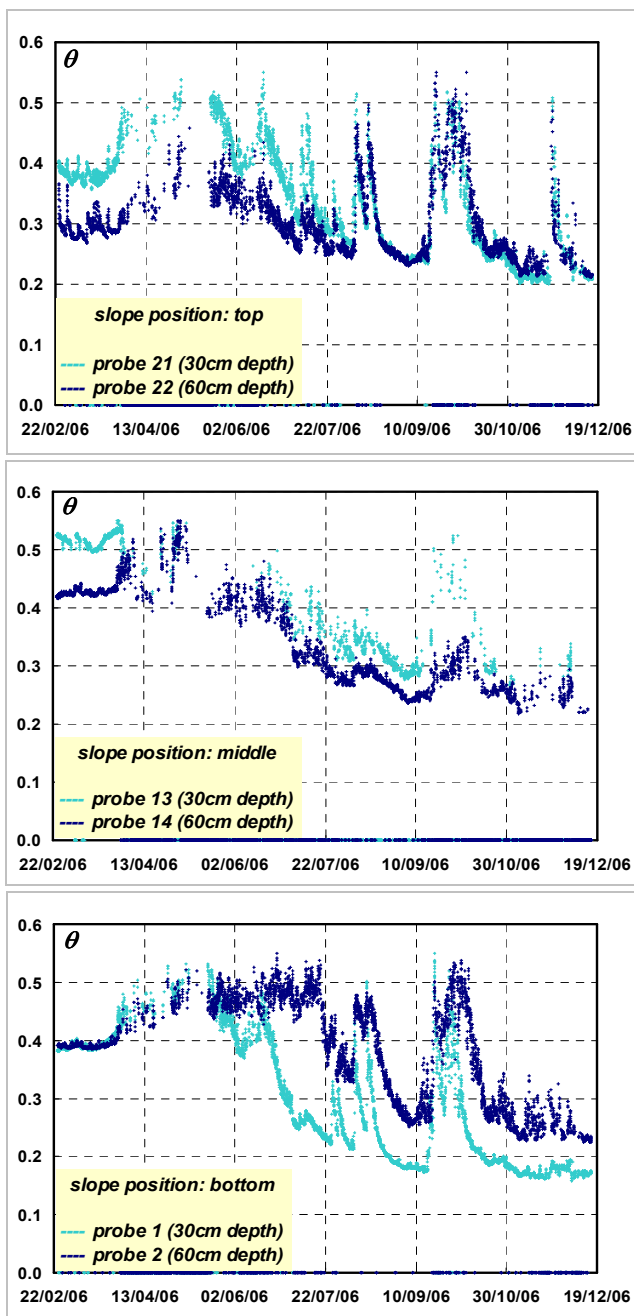 0.6
θ
0.5
0.4
0.3
0.2
slope position: top
0.1
probe 21 (30cm depth)
probe 22 (60cm depth)
0.0
22/02/06 13/04/06 02/06/06 22/07/06 10/09/06 30/10/06 19/12/06
0.6
θ
0.5
0.4
0.3
0.2
slope position: middle
0.1
probe 13 (30cm depth)
probe 14 (60cm depth)
0.0
22/02/06 13/04/06 02/06/06 22/07/06 10/09/06 30/10/06 19/12/06
0.6
θ
0.5
0.4
0.3
0.2
slope position: bottom
0.1
probe 1 (30cm depth)
probe 2 (60cm depth)
0.0
22/02/06 13/04/06 02/06/06 22/07/06 10/09/06 30/10/06 19/12/06